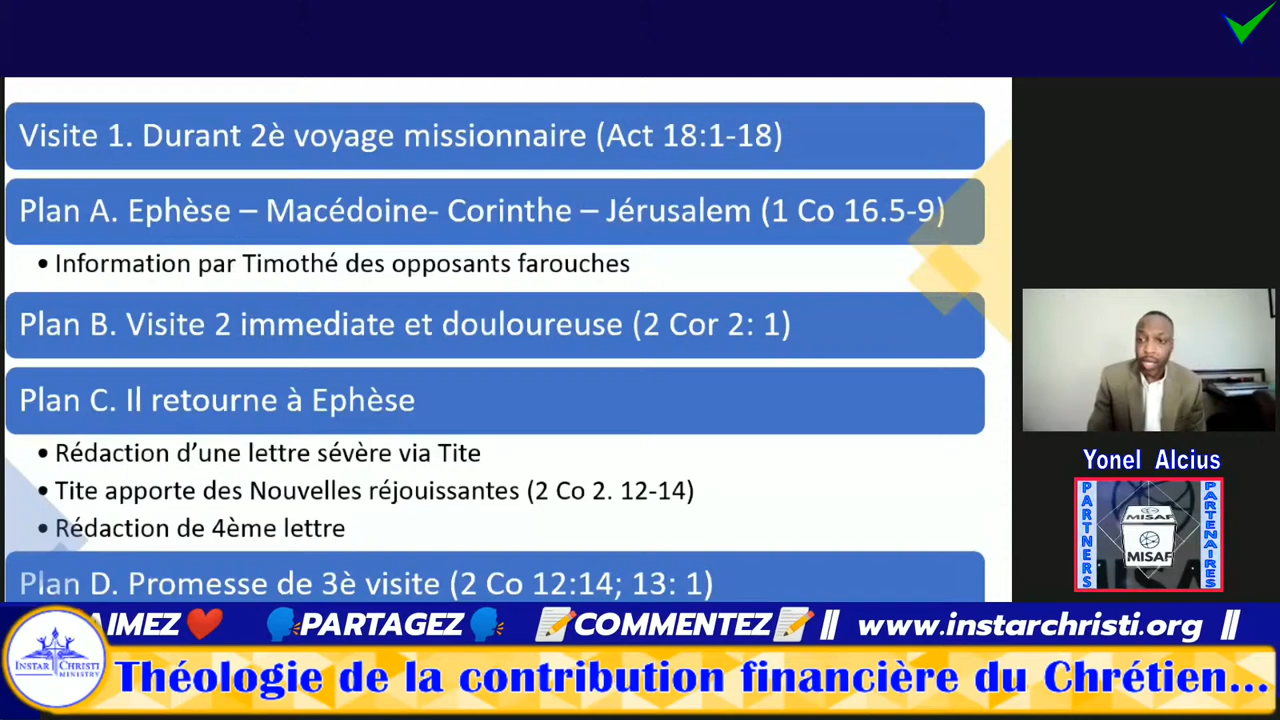 Visite 1. Durant 2è voyage missionnaire (Act 18:1-18)
Plan A. Ephèse – Macédoine- Corinthe – Jérusalem (1 Co 16.5-9)
• Information par Timothé des opposants farouches
Plan B. Visite 2 immediate et douloureuse (2 Cor 2: 1)
Plan C. Il retourne à Ephèse
• Rédaction d'une lettre sévère via Tite
• Tite apporte des Nouvelles réjouissantes (2 Co 2. 12-14)
• Rédaction de 4ème lettre
Plan D. Promesse de 3è visite (2 Co 12:14; 13: 1)
Yonel Alcius
PARTNERS
MISAF
MISAF
PARTENAIRES
AIMEZ PARTAGEZ COMMENTEZ || www.instarchristi.org ||
INSTAR CHRISTI
MINISTRY
Théologie de la contribution financière du Chrétien...